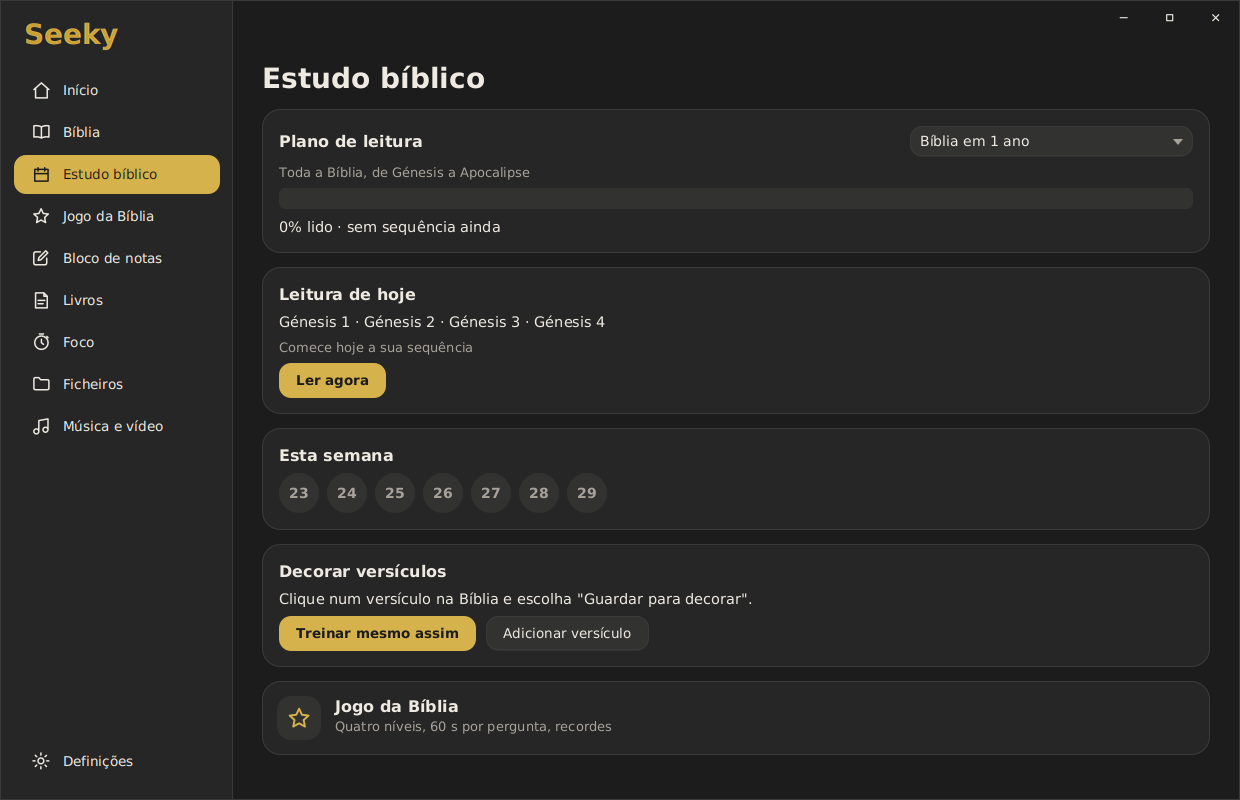 Seeky
Início
Bíblia
Estudo bíblico
Jogo da Bíblia
Bloco de notas
Livros
Foco
Ficheiros
Música e vídeo
Definições
Estudo bíblico
Plano de leitura
Bíblia em 1 ano
Toda a Bíblia, de Génesis a Apocalipse
0% lido · sem sequência ainda
Leitura de hoje
Génesis 1 · Génesis 2 · Génesis 3 · Génesis 4
Comece hoje a sua sequência
Ler agora
Esta semana
23 24 25 26 27 28 29
Decorar versículos
Clique num versículo na Bíblia e escolha "Guardar para decorar".
Treinar mesmo assim
Adicionar versículo
Jogo da Bíblia
Quatro níveis, 60 s por pergunta, recordes